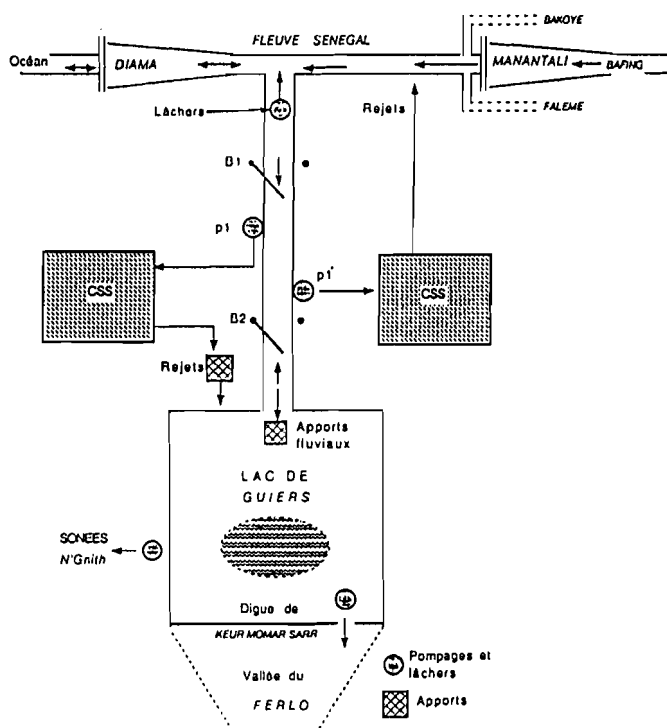 BAKOYE
FLEUVE SENEGAL
Océan
DIAMA
MANANTALI
BAFING
Lâchers
Rejets
FALEME
B1
p1
CSS
p1'
CSS
B2
Rejets
Apports
fluviaux
LAC DE
GUIERS
SONEES
N'Gnith
Digue de
KEUR MOMAR SARR
Pompages et
lâchers
Vallée du
FERLO
Apports